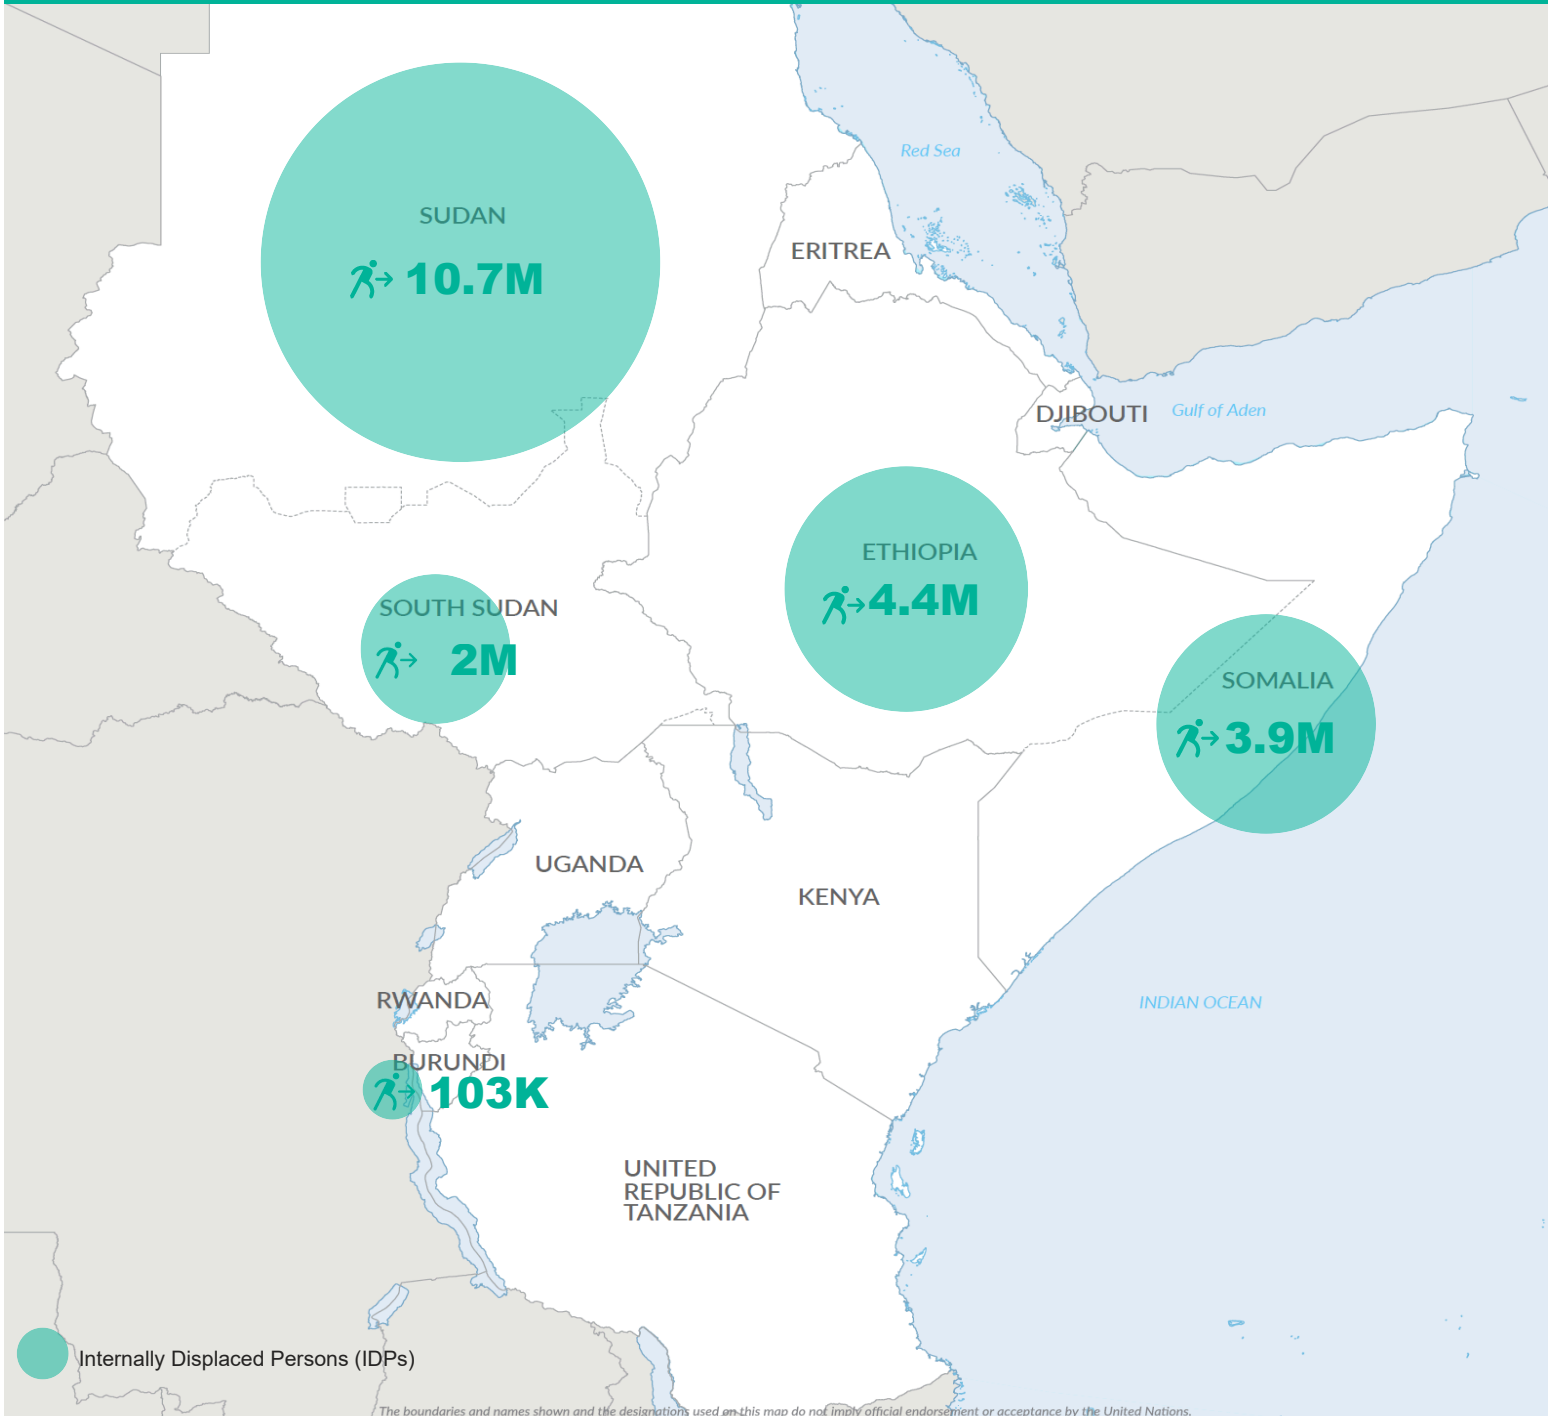 Red Sea
SUDAN
ERITREA
10.7M
DJIBOUTI
Gulf of Aden
ETHIOPIA
4.4M
SOUTH SUDAN
2M
SOMALIA
3.9M
UGANDA
KENYA
RWANDA
INDIAN OCEAN
BURUNDI
103K
UNITED
REPUBLIC OF
TANZANIA
Internally Displaced Persons (IDPs)
The boundaries and names shown and the designations used on this map do not imply official endorsement or acceptance by the United Nations.